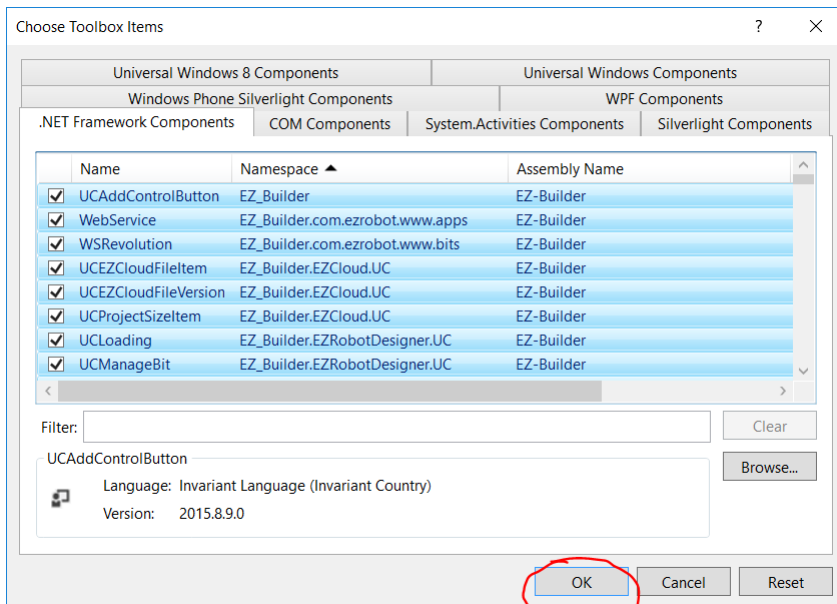 Choose Toolbox Items ? ×
Universal Windows 8 Components Universal Windows Components
Windows Phone Silverlight Components WPF Components
.NET Framework Components COM Components System.Activities Components Silverlight Components
Name Namespace Assembly Name
UCAddControlButton EZ_Builder EZ-Builder
WebService EZ_Builder.com.ezrobot.www.apps EZ-Builder
WSRevolution EZ_Builder.com.ezrobot.www.bits EZ-Builder
UCEZCloudFileItem EZ_Builder.EZCloud.UC EZ-Builder
UCEZCloudFileVersion EZ_Builder.EZCloud.UC EZ-Builder
UCProjectSizeItem EZ_Builder.EZCloud.UC EZ-Builder
UCLoading EZ_Builder.EZRobotDesigner.UC EZ-Builder
UCManageBit EZ_Builder.EZRobotDesigner.UC EZ-Builder
Filter: Clear
UCAddControlButton
Browse...
Language: Invariant Language (Invariant Country)
Version: 2015.8.9.0
OK Cancel Reset